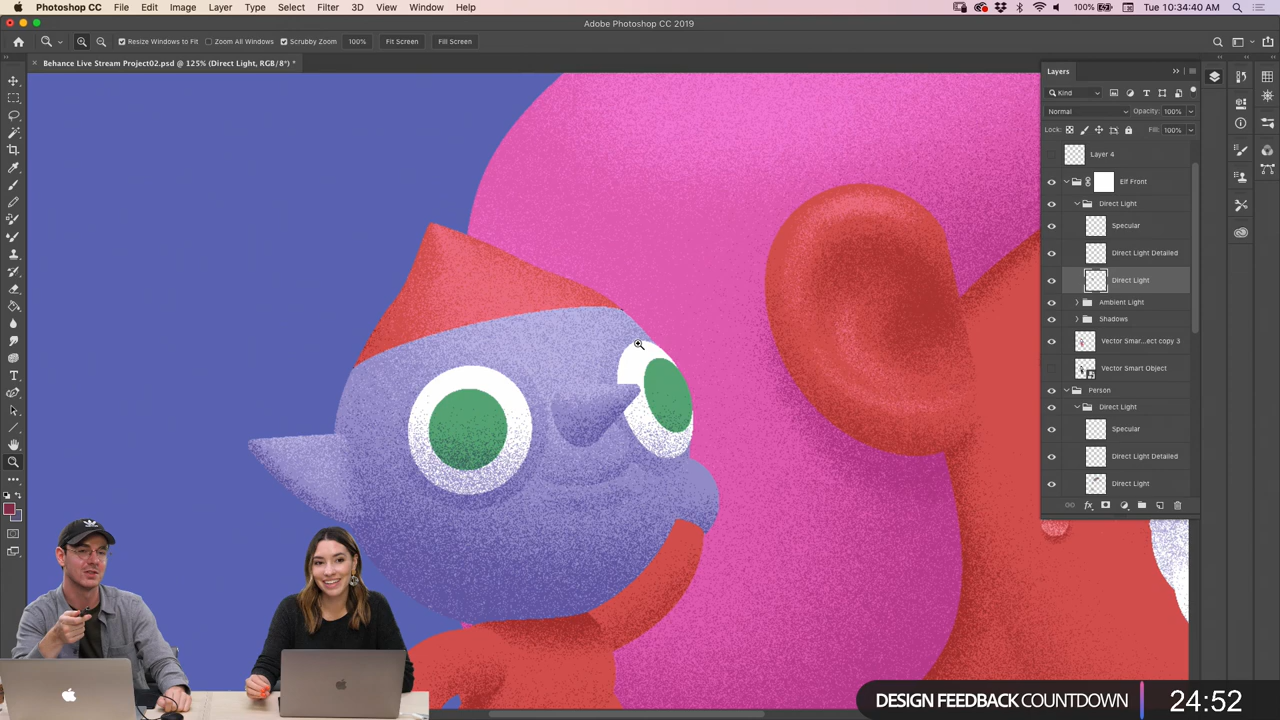 Photoshop CC File Edit Image Layer Type Select Filter 3D View Window Help 100% Tue 10:34:40 AM
Adobe Photoshop CC 2019
Resize Windows to Fit Zoom All Windows Scrubby Zoom 100% Fit Screen Fill Screen
Behance Live Stream Project02.psd @ 125% (Direct Light, RGB/8*) *
Layers
Kind
Normal Opacity: 100%
Lock: Fill: 100%
Layer 4
Elf Front
Direct Light
Specular
Direct Light Detailed
Direct Light
Ambient Light
Shadows
Vector Smar...ect copy 3
Vector Smart Object
Person
Direct Light
Specular
Direct Light Detailed
Direct Light
fx
DESIGN FEEDBACK COUNTDOWN 24:52